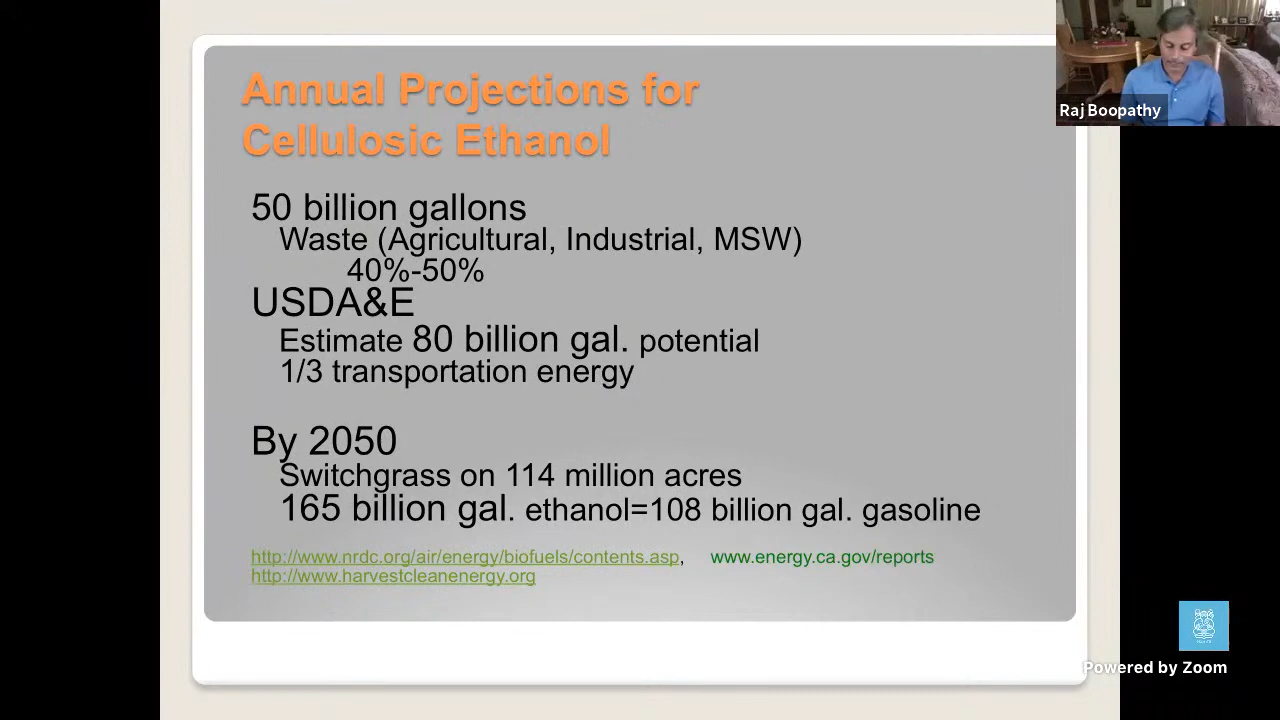 Annual Projections for
Cellulosic Ethanol
50 billion gallons
Waste (Agricultural, Industrial, MSW)
40%-50%
USDA&E
Estimate 80 billion gal. potential
1/3 transportation energy
By 2050
Switchgrass on 114 million acres
165 billion gal. ethanol=108 billion gal. gasoline
http://www.nrdc.org/air/energy/biofuels/contents.asp, www.energy.ca.gov/reports
http://www.harvestcleanenergy.org
Raj Boopathy
Powered by Zoom